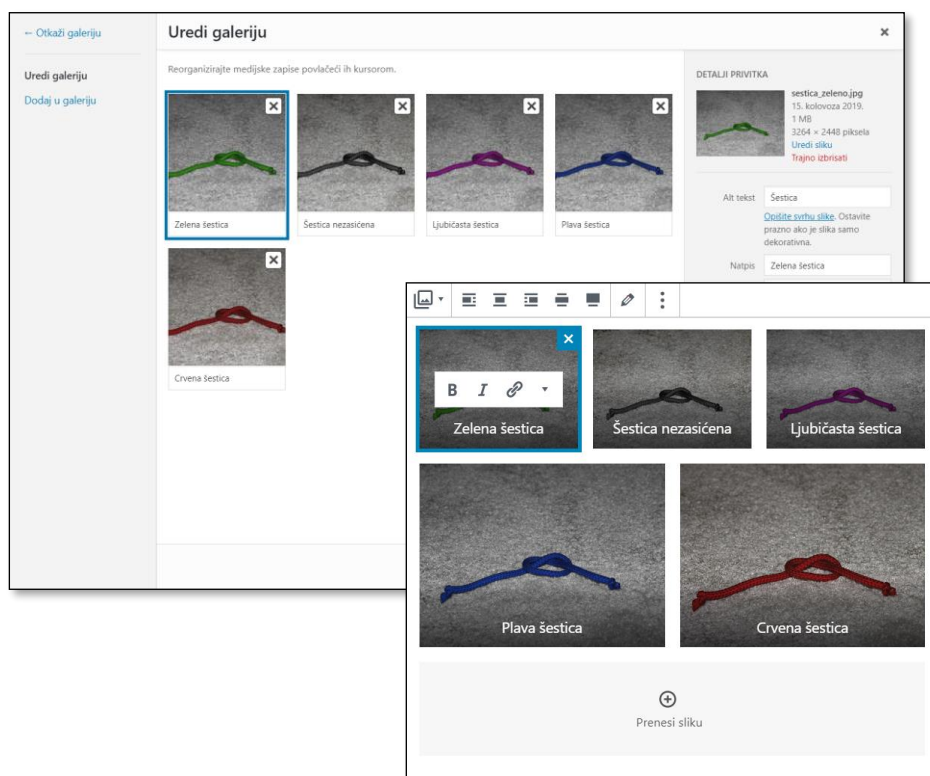 ← Otkaži galeriju
Uredi galeriju
Dodaj u galeriju
Uredi galeriju
Reorganizirajte medijske zapise povlačeći ih kursorom.
Zelena šestica
Šestica nezasićena
Ljubičasta šestica
Plava šestica
Crvena šestica
DETALJI PRIVITKA
sestica_zeleno.jpg
15. kolovoza 2019.
1 MB
3264 × 2448 piksela
Uredi sliku
Trajno izbrisati
Alt tekst Šestica
Opišite svrhu slike. Ostavite
prazno ako je slika samo
dekorativna.
Natpis Zelena šestica
B I
Zelena šestica
Šestica nezasićena
Ljubičasta šestica
Plava šestica
Crvena šestica
Prenesi sliku